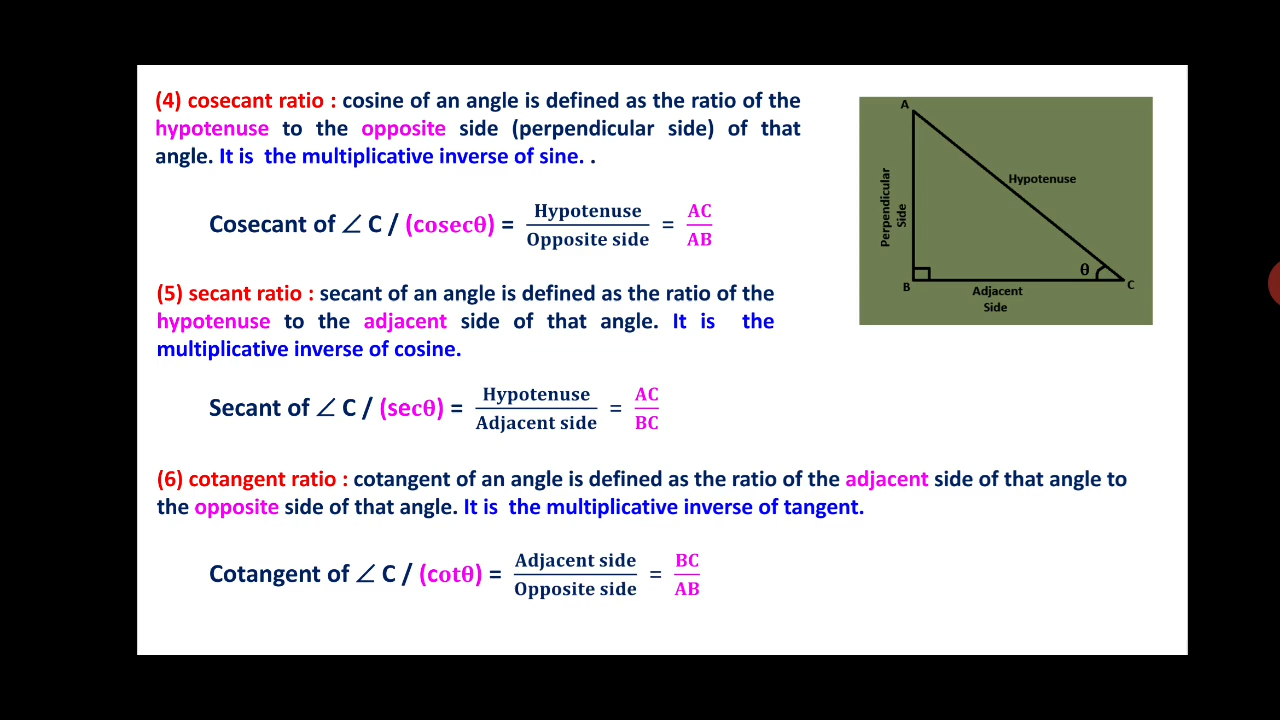 (4) cosecant ratio : cosine of an angle is defined as the ratio of the
hypotenuse to the opposite side (perpendicular side) of that
angle. It is the multiplicative inverse of sine. .
Cosecant of ∠ C / (cosecθ) = Hypotenuse / Opposite side = AC / AB
(5) secant ratio : secant of an angle is defined as the ratio of the
hypotenuse to the adjacent side of that angle. It is the
multiplicative inverse of cosine.
Secant of ∠ C / (secθ) = Hypotenuse / Adjacent side = AC / BC
(6) cotangent ratio : cotangent of an angle is defined as the ratio of the adjacent side of that angle to
the opposite side of that angle. It is the multiplicative inverse of tangent.
Cotangent of ∠ C / (cotθ) = Adjacent side / Opposite side = BC / AB
A
Perpendicular
Side
Hypotenuse
θ
B
C
Adjacent
Side